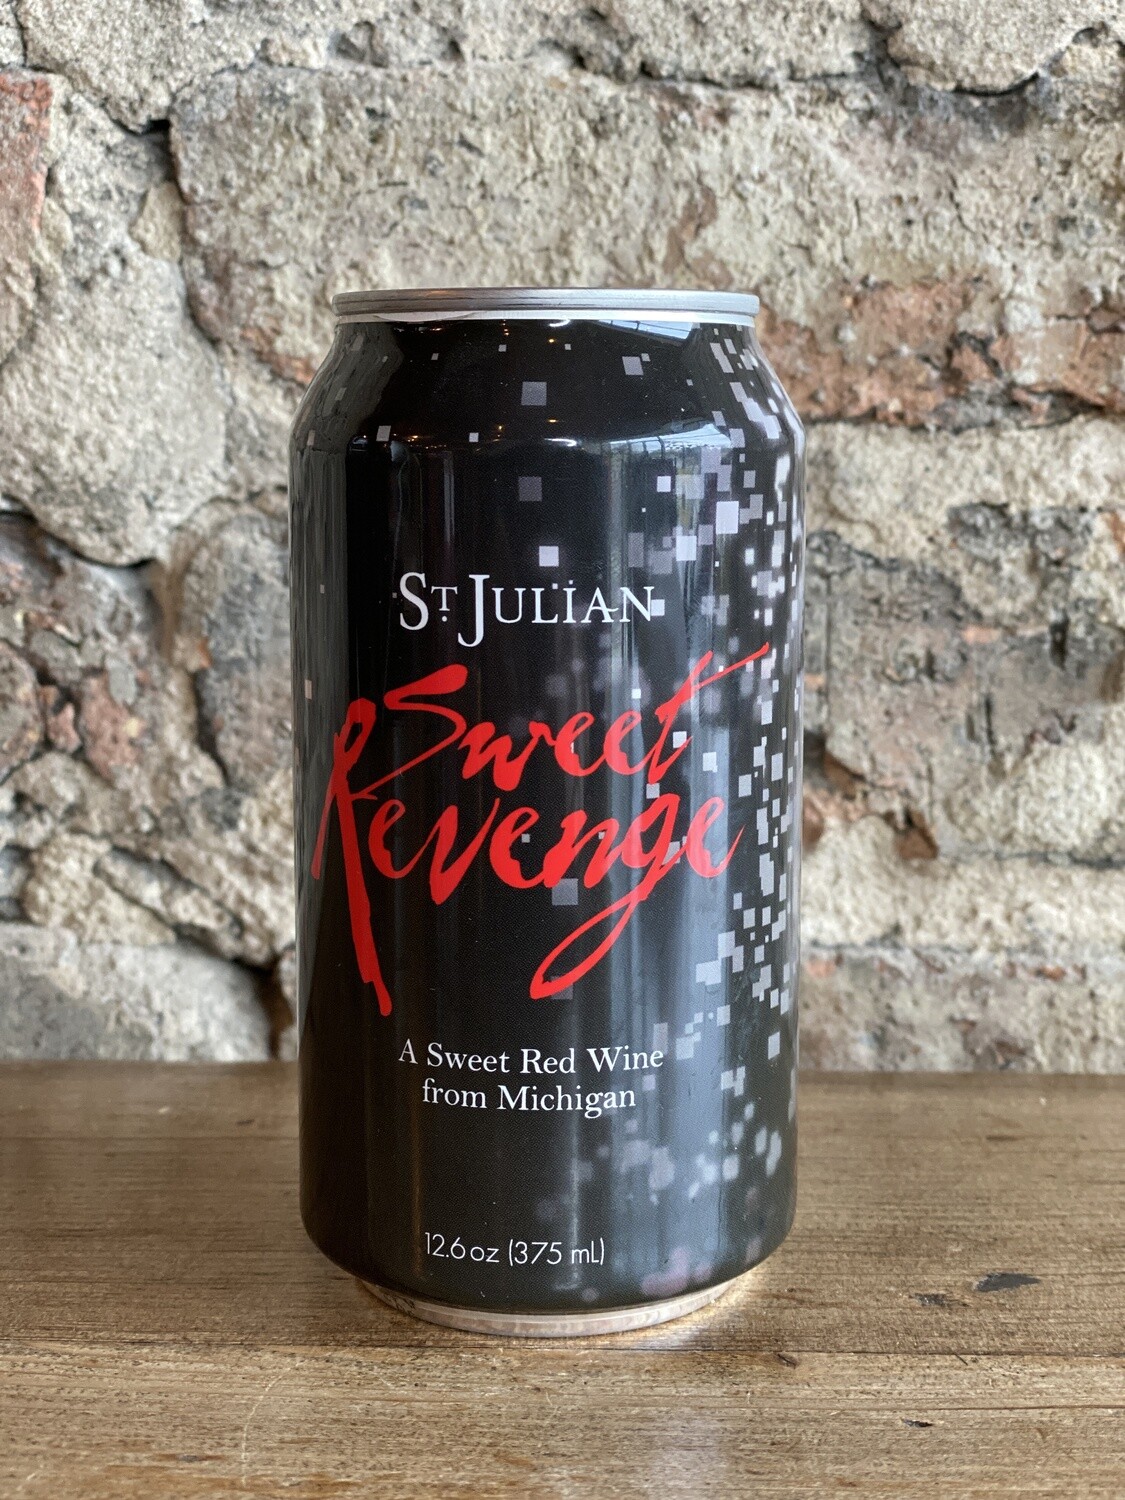 St. Julian
Sweet
Revenge
A Sweet Red Wine
from Michigan
12.6 oz (375 mL)